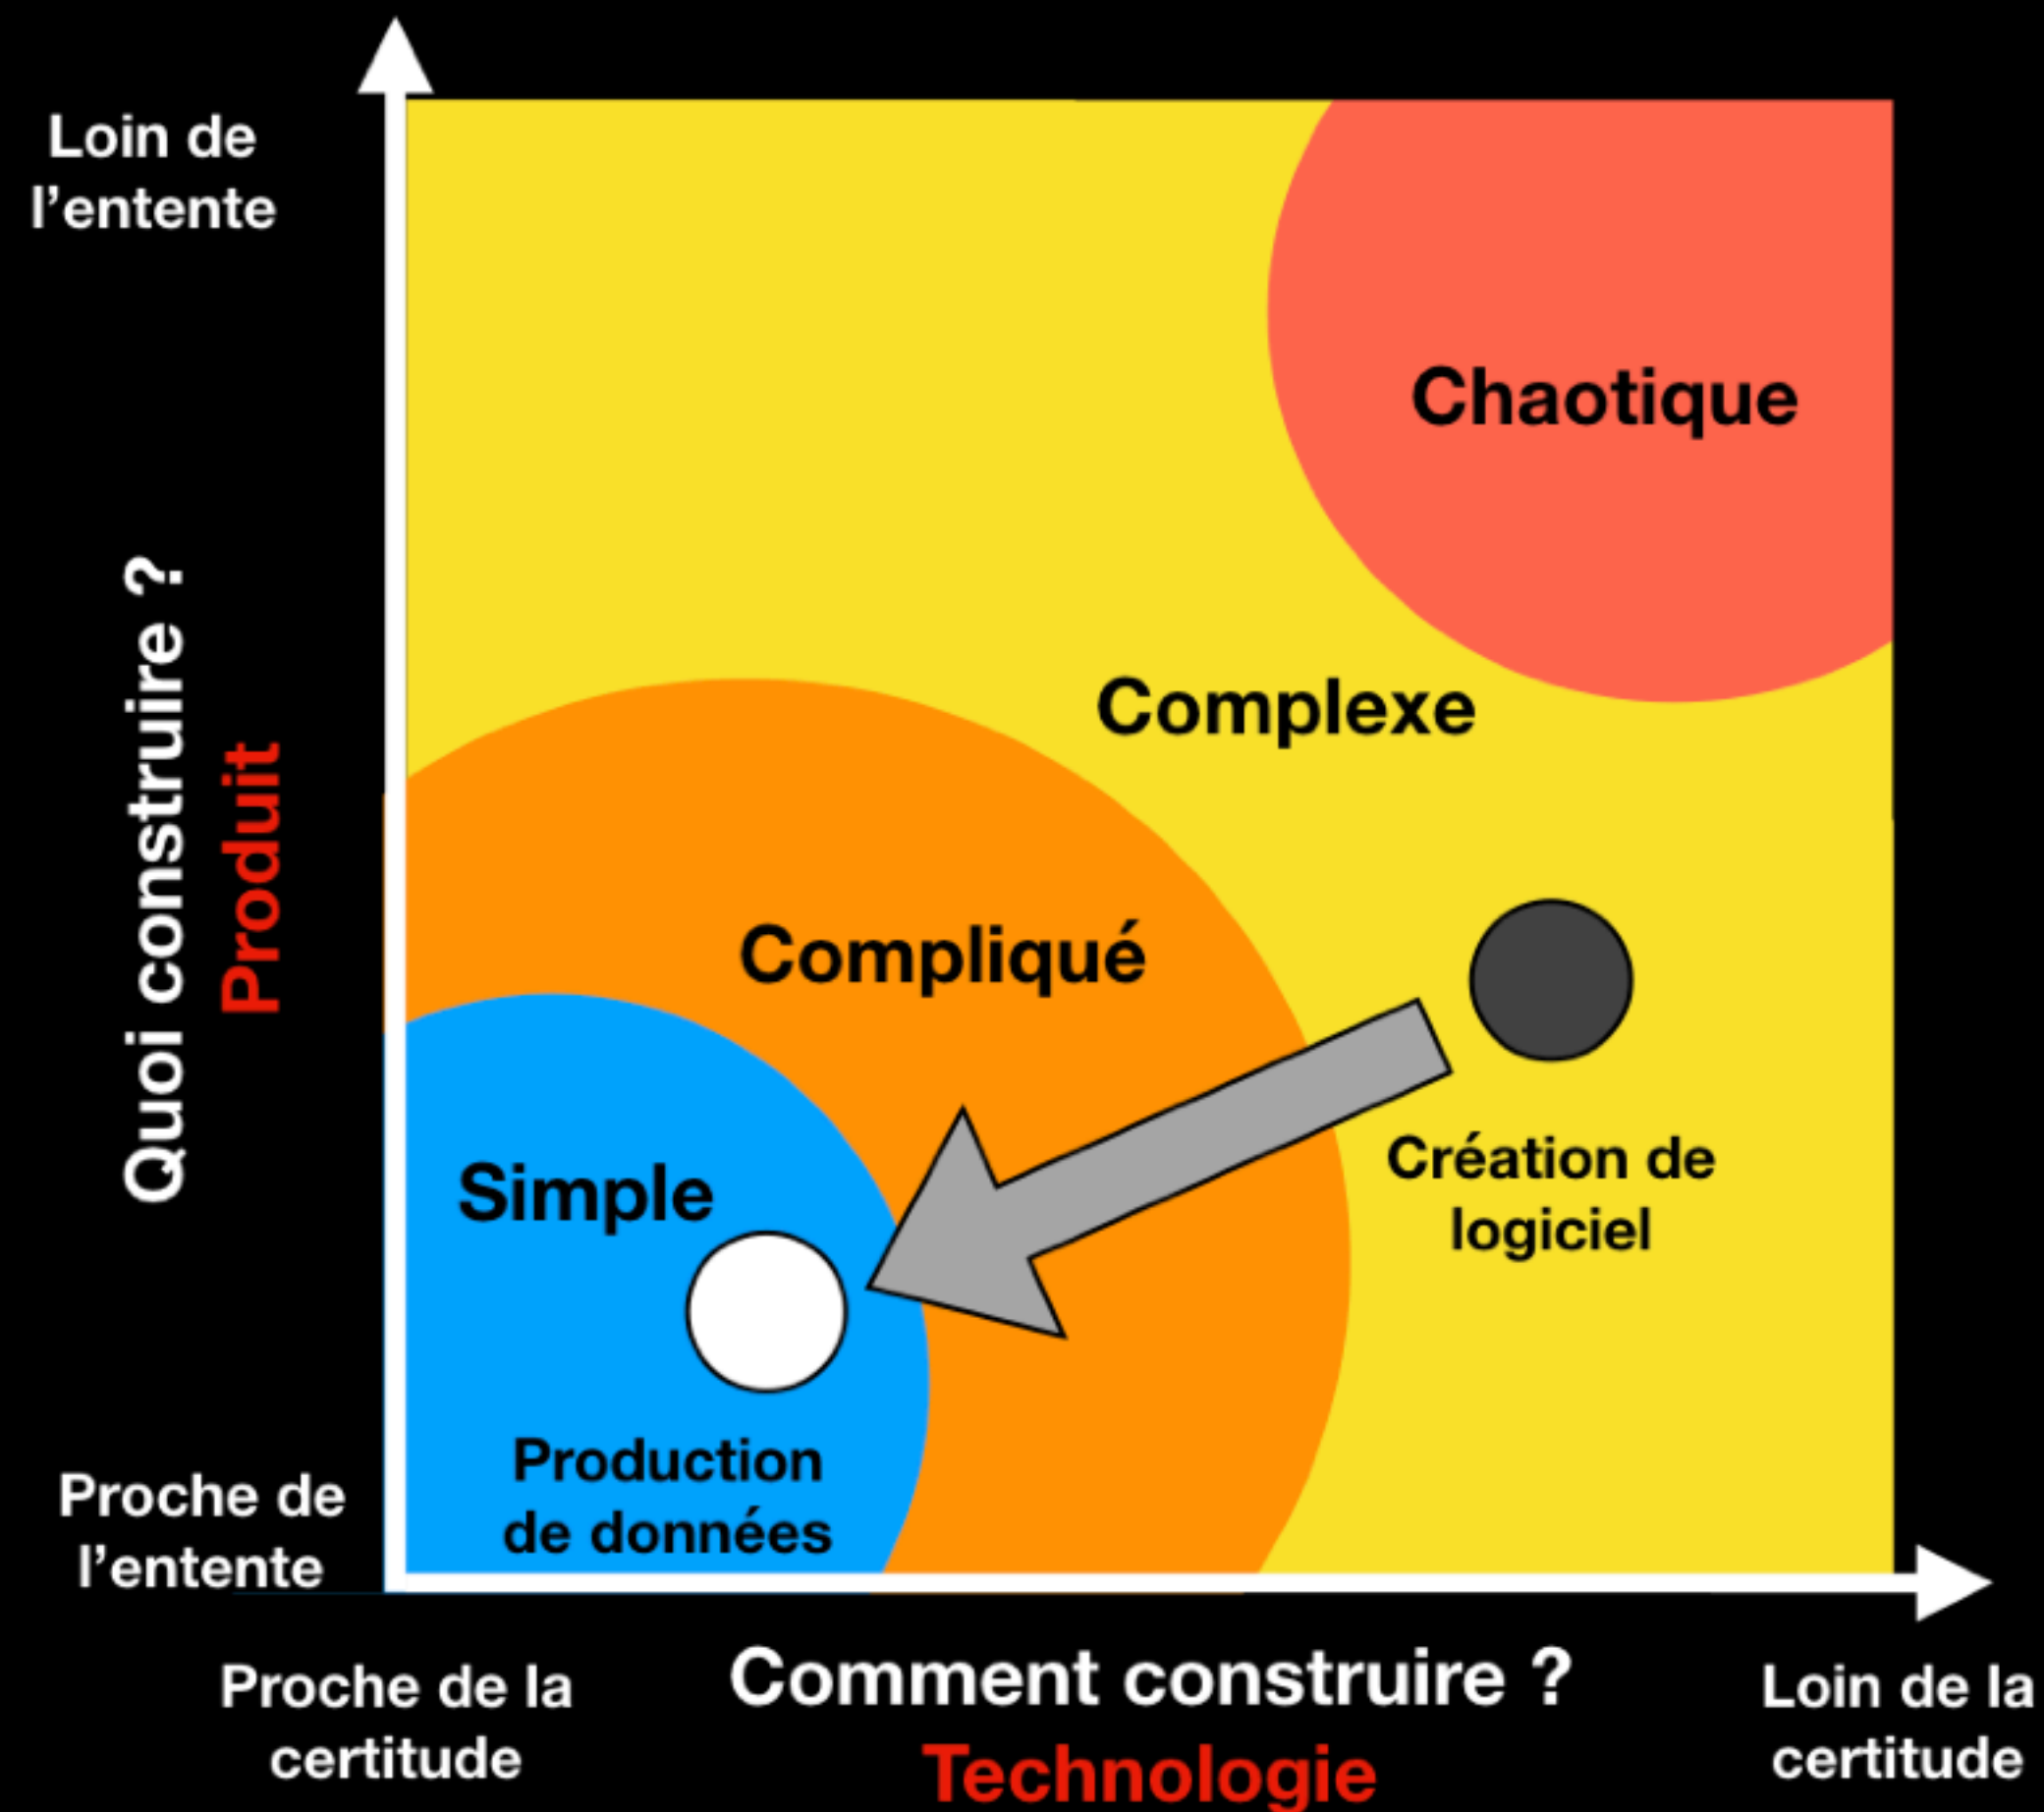 Loin de
l’entente
Chaotique
Quoi construire ?
Produit
Complexe
Compliqué
Création de
logiciel
Simple
Production
de données
Proche de
l’entente
Proche de la
certitude
Comment construire ?
Technologie
Loin de la
certitude